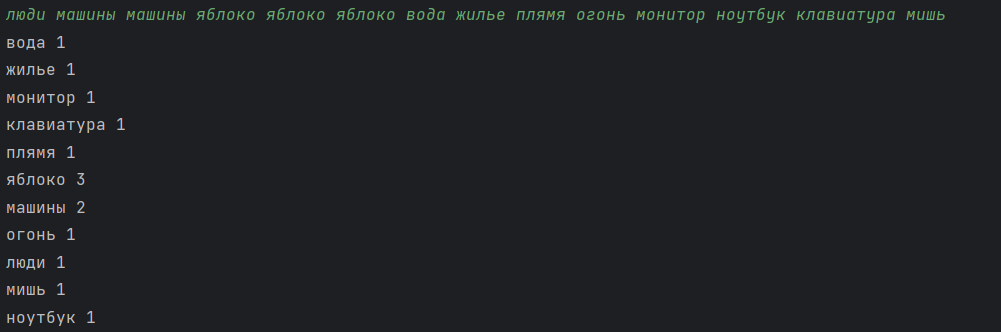 люди машины машины яблоко яблоко яблоко вода жилье плямя огонь монитор ноутбук клавиатура мишь
вода 1
жилье 1
монитор 1
клавиатура 1
плямя 1
яблоко 3
машины 2
огонь 1
люди 1
мишь 1
ноутбук 1